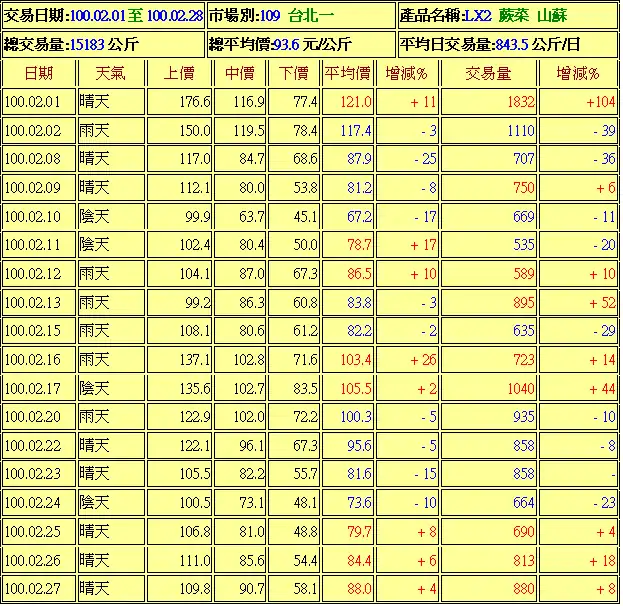 交易日期:100.02.01 至 100.02.28 市場別:109 台北一 產品名稱:LX2 蕨菜 山蘇
總交易量:15183 公斤 總平均價:93.6 元/公斤 平均日交易量:843.5 公斤/日
日期 天氣 上價 中價 下價 平均價 增減% 交易量 增減%
100.02.01 晴天 176.6 116.9 77.4 121.0 + 11 1832 +104
100.02.02 雨天 150.0 119.5 78.4 117.4 - 3 1110 - 39
100.02.08 晴天 117.0 84.7 68.6 87.9 - 25 707 - 36
100.02.09 晴天 112.1 80.0 53.8 81.2 - 8 750 + 6
100.02.10 陰天 99.9 63.7 45.1 67.2 - 17 669 - 11
100.02.11 陰天 102.4 80.4 50.0 78.7 + 17 535 - 20
100.02.12 雨天 104.1 87.0 67.3 86.5 + 10 589 + 10
100.02.13 雨天 99.2 86.3 60.8 83.8 - 3 895 + 52
100.02.15 雨天 108.1 80.6 61.2 82.2 - 2 635 - 29
100.02.16 雨天 137.1 102.8 71.6 103.4 + 26 723 + 14
100.02.17 陰天 135.6 102.7 83.5 105.5 + 2 1040 + 44
100.02.20 雨天 122.9 102.0 72.2 100.3 - 5 935 - 10
100.02.22 晴天 122.1 96.1 67.3 95.6 - 5 858 - 8
100.02.23 晴天 105.5 82.2 55.7 81.6 - 15 858 -
100.02.24 陰天 100.5 73.1 48.1 73.6 - 10 664 - 23
100.02.25 晴天 106.8 81.0 48.8 79.7 + 8 690 + 4
100.02.26 晴天 111.0 85.6 54.4 84.4 + 6 813 + 18
100.02.27 晴天 109.8 90.7 58.1 88.0 + 4 880 + 8